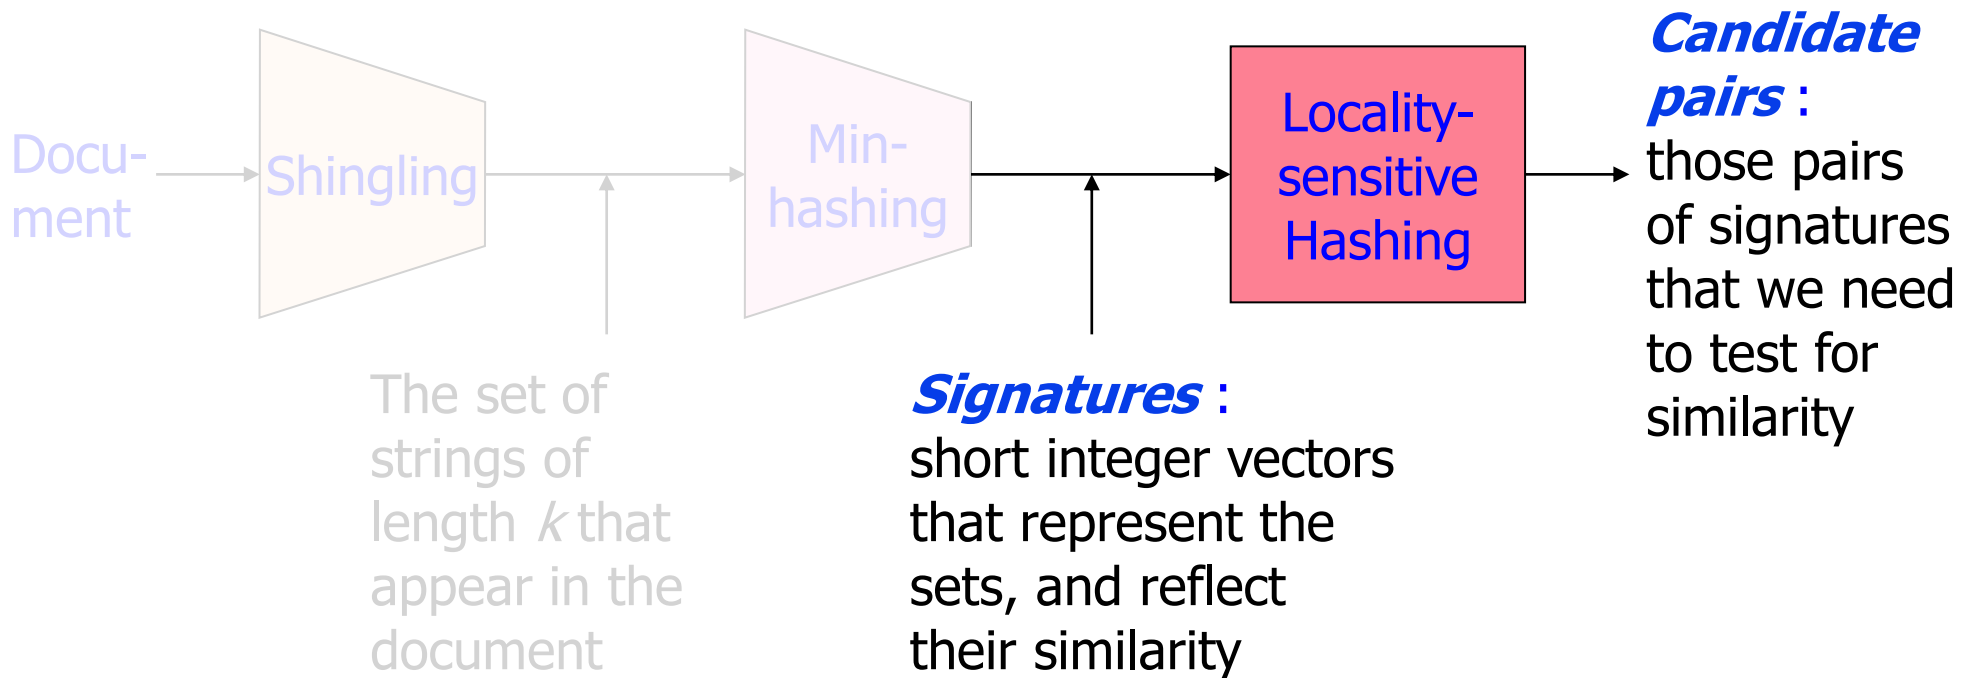 Docu-
ment
Shingling
The set of
strings of
length k that
appear in the
document
Min-
hashing
Signatures :
short integer vectors
that represent the
sets, and reflect
their similarity
Locality-
sensitive
Hashing
Candidate
pairs :
those pairs
of signatures
that we need
to test for
similarity